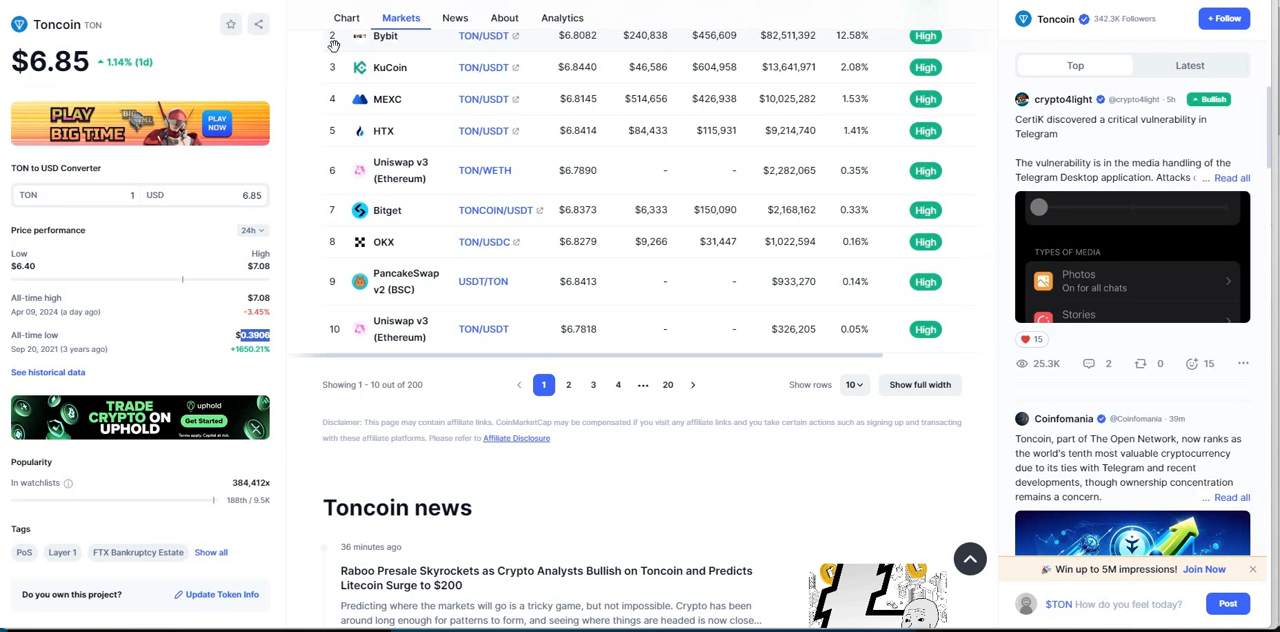 Toncoin TON
$6.85 1.14% (1d)
PLAY
BIG TIME
PLAY
NOW
TON to USD Converter
TON 1 USD 6.85
Price performance 24h
Low High
$6.40 $7.08
All-time high $7.08
Apr 09, 2024 (a day ago) -3.45%
All-time low $0.3906
Sep 20, 2021 (3 years ago) +1650.21%
See historical data
TRADE
CRYPTO ON
UPHOLD
uphold
Get Started
Terms apply. Capital at risk.
Popularity
In watchlists 384,412x
188th / 9.5K
Tags
PoS Layer 1 FTX Bankruptcy Estate Show all
Do you own this project? Update Token Info
Chart Markets News About Analytics
2 Bybit TON/USDT $6.8082 $240,838 $456,609 $82,511,392 12.58% High
3 KuCoin TON/USDT $6.8440 $46,586 $604,958 $13,641,971 2.08% High
4 MEXC TON/USDT $6.8145 $514,656 $426,938 $10,025,282 1.53% High
5 HTX TON/USDT $6.8414 $84,433 $115,931 $9,214,740 1.41% High
6 Uniswap v3 (Ethereum) TON/WETH $6.7890 - - $2,282,065 0.35% High
7 Bitget TONCOIN/USDT $6.8373 $6,333 $150,090 $2,168,162 0.33% High
8 OKX TON/USDC $6.8279 $9,266 $31,447 $1,022,594 0.16% High
9 PancakeSwap v2 (BSC) USDT/TON $6.8413 - - $933,270 0.14% High
10 Uniswap v3 (Ethereum) TON/USDT $6.7818 - - $326,205 0.05% High
Showing 1 - 10 out of 200 1 2 3 4 ... 20 Show rows 10 Show full width
Disclaimer: This page may contain affiliate links. CoinMarketCap may be compensated if you visit any affiliate links and you take certain actions such as signing up and transacting
with these affiliate platforms. Please refer to Affiliate Disclosure
Toncoin news
36 minutes ago
Raboo Presale Skyrockets as Crypto Analysts Bullish on Toncoin and Predicts
Litecoin Surge to $200
Predicting where the markets will go is a tricky game, but not impossible. Crypto has been
around long enough for patterns to form, and seeing where things are headed is now close...
Toncoin 342.3K Followers + Follow
Top Latest
crypto4light @crypto4light · 5h Bullish
CertiK discovered a critical vulnerability in
Telegram
The vulnerability is in the media handling of the
Telegram Desktop application. Attacks ... Read all
TYPES OF MEDIA
Photos
On for all chats
Stories
15
25.3K 2 0 15 ...
Coinfomania @Coinfomania · 39m
Toncoin, part of The Open Network, now ranks as
the world's tenth most valuable cryptocurrency
due to its ties with Telegram and recent
developments, though ownership concentration
remains a concern. ... Read all
Win up to 5M impressions! Join Now
$TON How do you feel today? Post